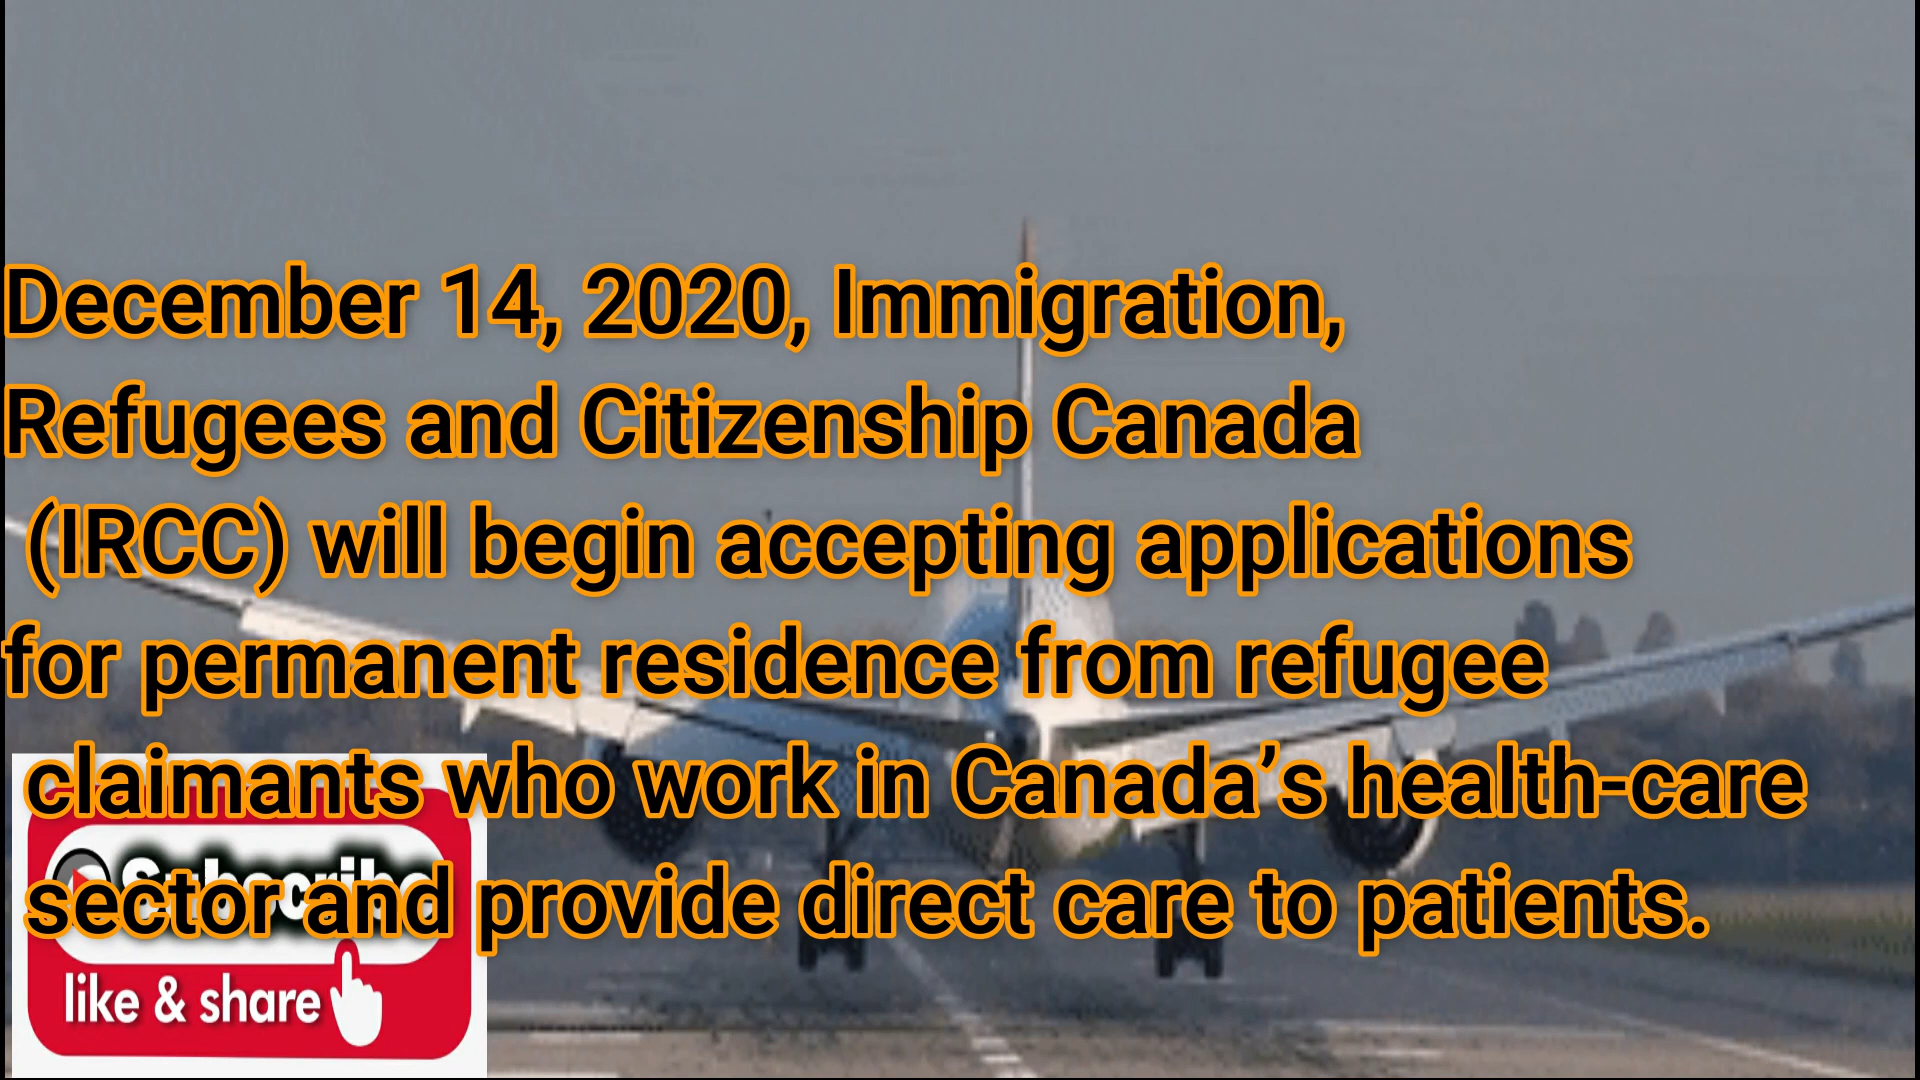 December 14, 2020, Immigration,
Refugees and Citizenship Canada
(IRCC) will begin accepting applications
for permanent residence from refugee
claimants who work in Canada’s health-care
sector and provide direct care to patients.
Subscribe
like & share